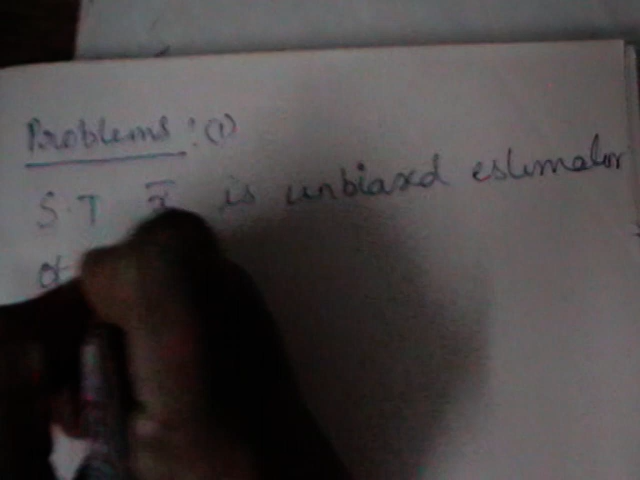 Problems : (1)
S.T x̄ is unbiased estimator
of